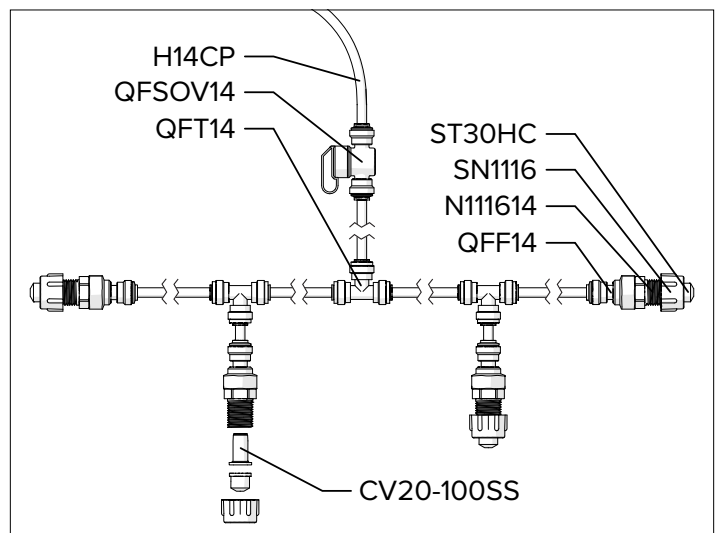 H14CP
QFSOV14
QFT14
ST30HC
SN1116
N111614
QFF14
CV20-100SS